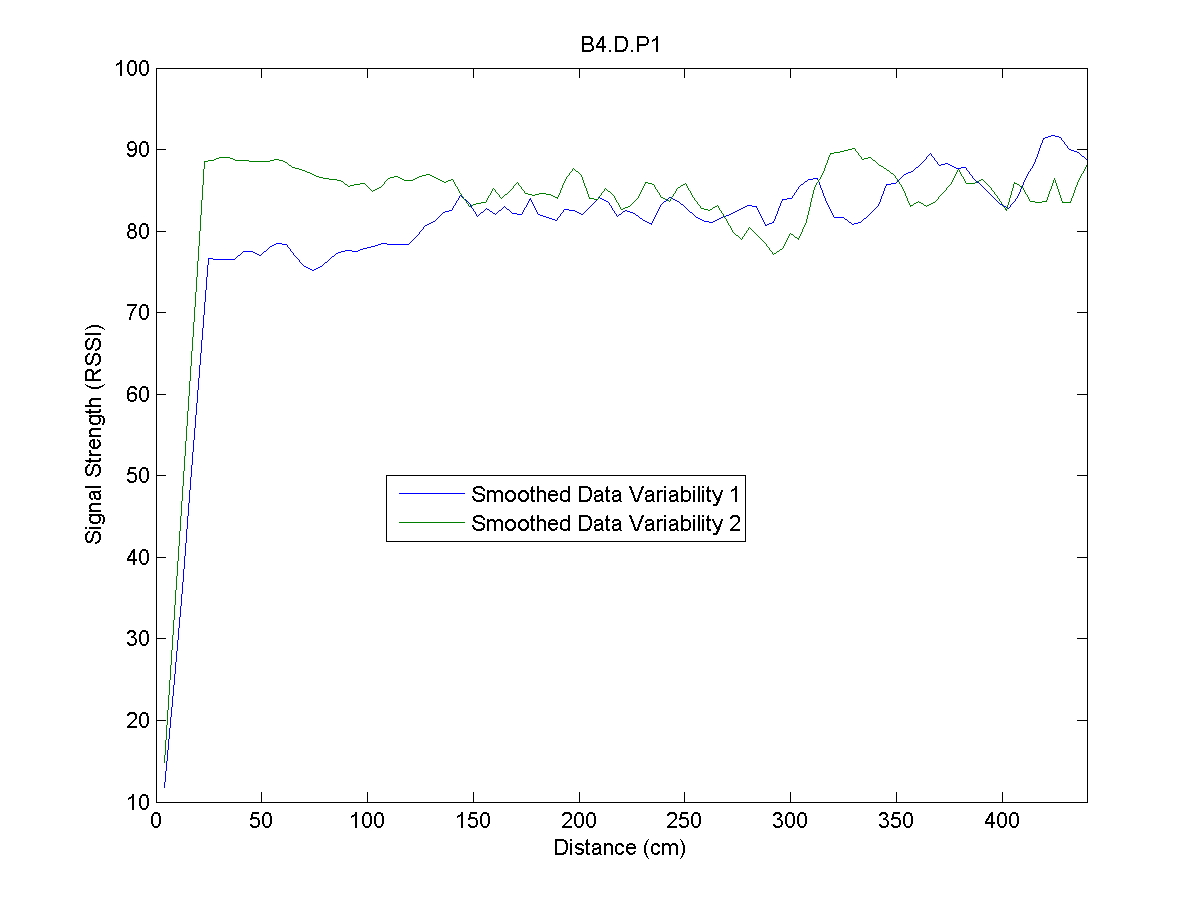 B4.D.P1
100
90
80
70
60
50
40
30
20
10
Signal Strength (RSSI)
Smoothed Data Variability 1
Smoothed Data Variability 2
0 50 100 150 200 250 300 350 400
Distance (cm)